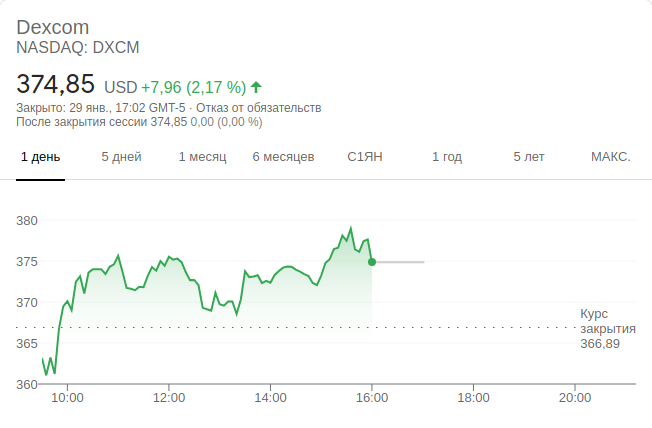 Dexcom
NASDAQ: DXCM
374,85 USD +7,96 (2,17 %)
Закрыто: 29 янв., 17:02 GMT-5 · Отказ от обязательств
После закрытия сессии 374,85 0,00 (0,00 %)
1 день 5 дней 1 месяц 6 месяцев С1ЯН 1 год 5 лет МАКС.
380
375
370
365
360
Курс
закрытия
366,89
10:00 12:00 14:00 16:00 18:00 20:00